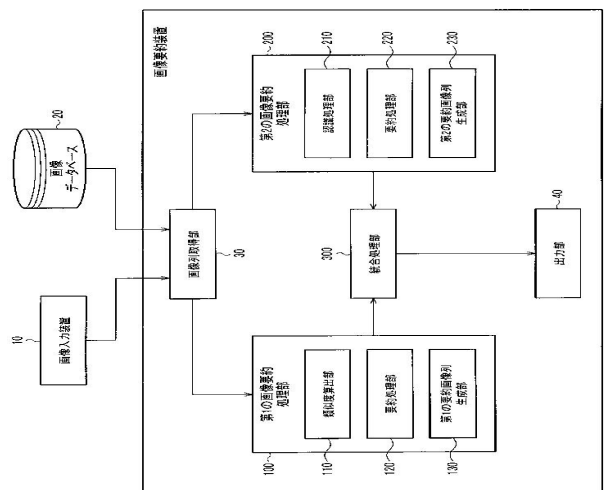 10
画像入力装置
画像
データベース
20
画像要約装置
画像列取得部
30
100
第1の画像要約
処理部
110
類似度算出部
120
要約処理部
130
第1の要約画像列
生成部
300
統合処理部
200
第2の画像要約
処理部
認識処理部
210
要約処理部
220
第2の要約画像列
生成部
230
出力部
40